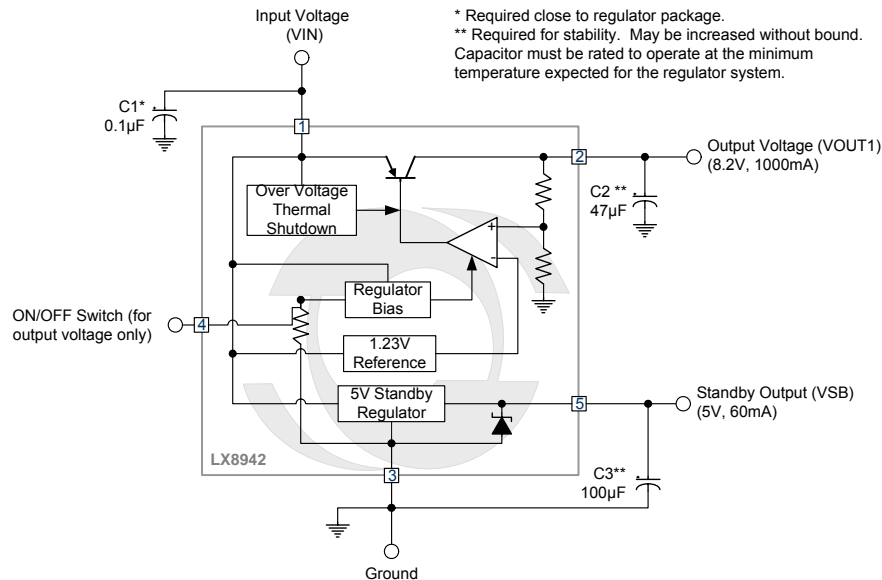 Input Voltage
(VIN)
* Required close to regulator package.
** Required for stability.  May be increased without bound.
Capacitor must be rated to operate at the minimum
temperature expected for the regulator system.
C1*
0.1µF
1
2
Output Voltage (VOUT1)
(8.2V, 1000mA)
Over Voltage
Thermal
Shutdown
C2 **
47µF
+
-
Regulator
Bias
ON/OFF Switch (for
output voltage only)
4
1.23V
Reference
5V Standby
Regulator
5
Standby Output (VSB)
(5V, 60mA)
LX8942
3
C3**
100µF
Ground